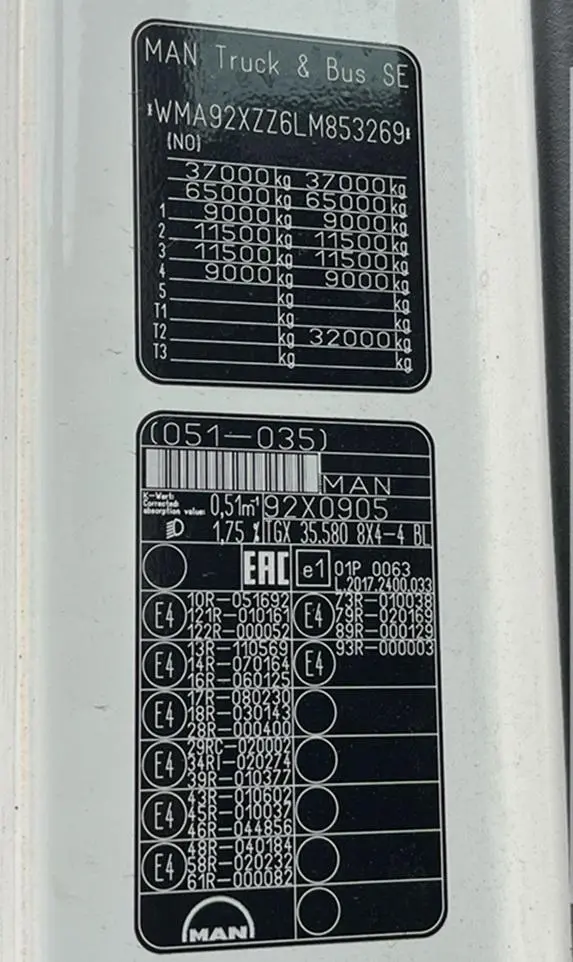 MAN Truck & Bus SE
*WMA92XZZ6LM853269*
(NO)
37000 kg 37000 kg
65000 kg 65000 kg
1 9000 kg 9000 kg
2 11500 kg 11500 kg
3 11500 kg 11500 kg
4 9000 kg 9000 kg
5 kg kg
T1 kg kg
T2 kg 32000 kg
T3 kg kg
(051-035)
MAN
K-Wert:
Corrected
absorption value:
0,51m-1
92X0905
1,75 % TGX 35.580 8X4-4 BL
EAC e1 01P 0063
L.2017.2400.033
E4 10R-051692
121R-010161
122R-000052
E4 73R-010038
79R-020169
89R-000129
E4 13R-110569
14R-070164
16R-060125
E4 93R-000003
E4 17R-080230
18R-030143
28R-000400
E4 29RC-020002
34RI-020274
39R-010377
E4 43R-010602
45R-010037
46R-044856
E4 48R-040184
58R-020232
61R-000082
MAN